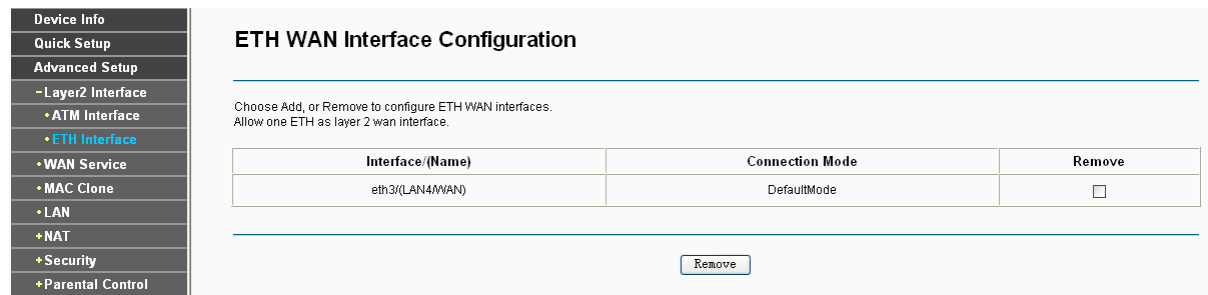 Device Info
Quick Setup
Advanced Setup
−Layer2 Interface
•ATM Interface
•ETH Interface
•WAN Service
•MAC Clone
•LAN
+NAT
+Security
+Parental Control
ETH WAN Interface Configuration
Choose Add, or Remove to configure ETH WAN interfaces.
Allow one ETH as layer 2 wan interface.
Interface/(Name) Connection Mode Remove
eth3/(LAN4/WAN) DefaultMode
Remove